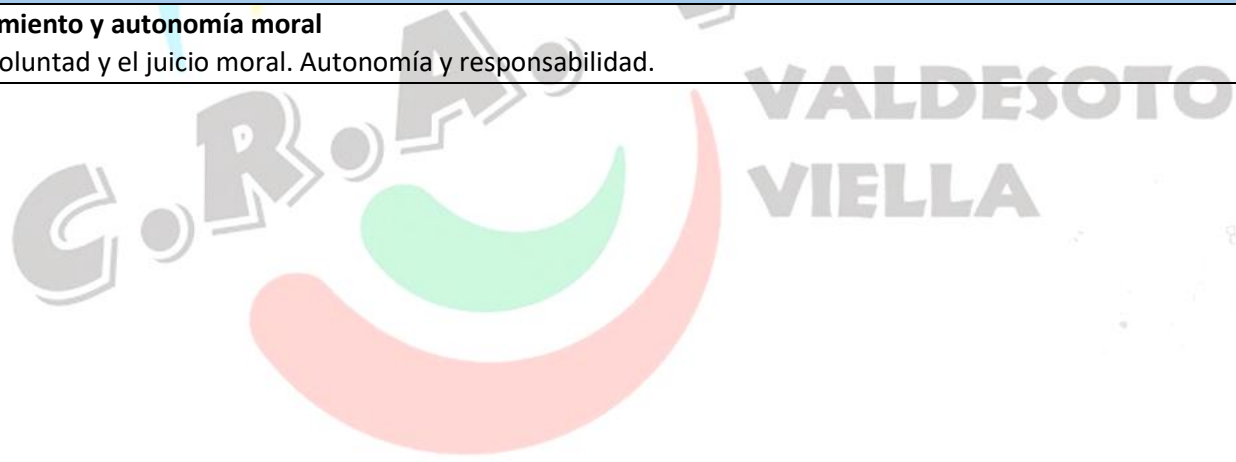 miento y autonomía moral
oluntad y el juicio moral. Autonomía y responsabilidad.
C.R.A.
VALDESOTO
VIELLA